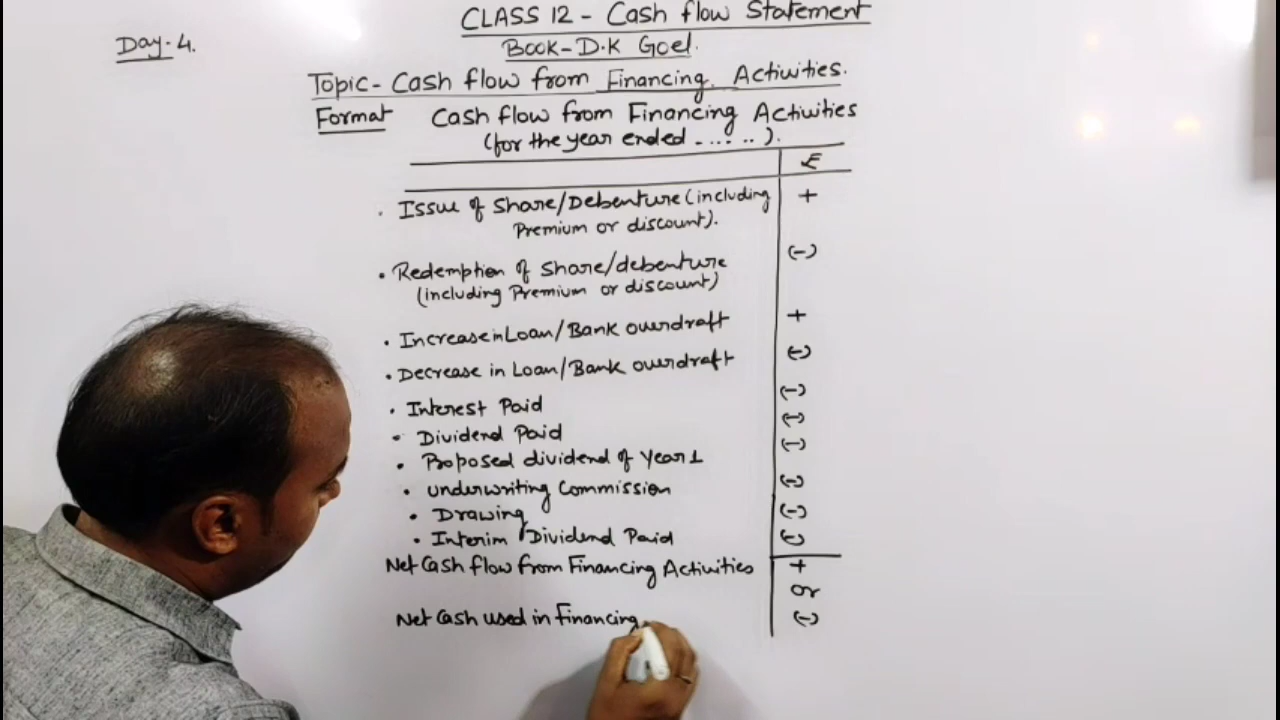 CLASS 12 - Cash flow Statement
Day-4.
Book-D.K Goel.
Topic- Cash flow from Financing Activities.
Format Cash flow from Financing Activities
(for the year ended - .... ..).
₹
• Issue of Share/Debenture (including +
Premium or discount).
• Redemption of Share/debenture (-)
(including Premium or discount)
• Increase in Loan/Bank overdraft +
• Decrease in Loan/Bank overdraft (-)
• Interest Paid (-)
• Dividend Paid (-)
• Proposed dividend of Year 1 (-)
• underwriting Commission (-)
• Drawing (-)
• Interim Dividend Paid (-)
Net Cash flow from Financing Activities +
or
Net Cash used in Financing (-)